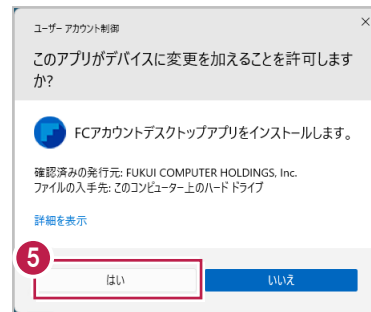 ユーザー アカウント制御
×
このアプリがデバイスに変更を加えることを許可します
か?
FCアカウントデスクトップアプリをインストールします。
確認済みの発行元: FUKUI COMPUTER HOLDINGS, Inc.
ファイルの入手先: このコンピューター上のハード ドライブ
詳細を表示
5
はい
いいえ